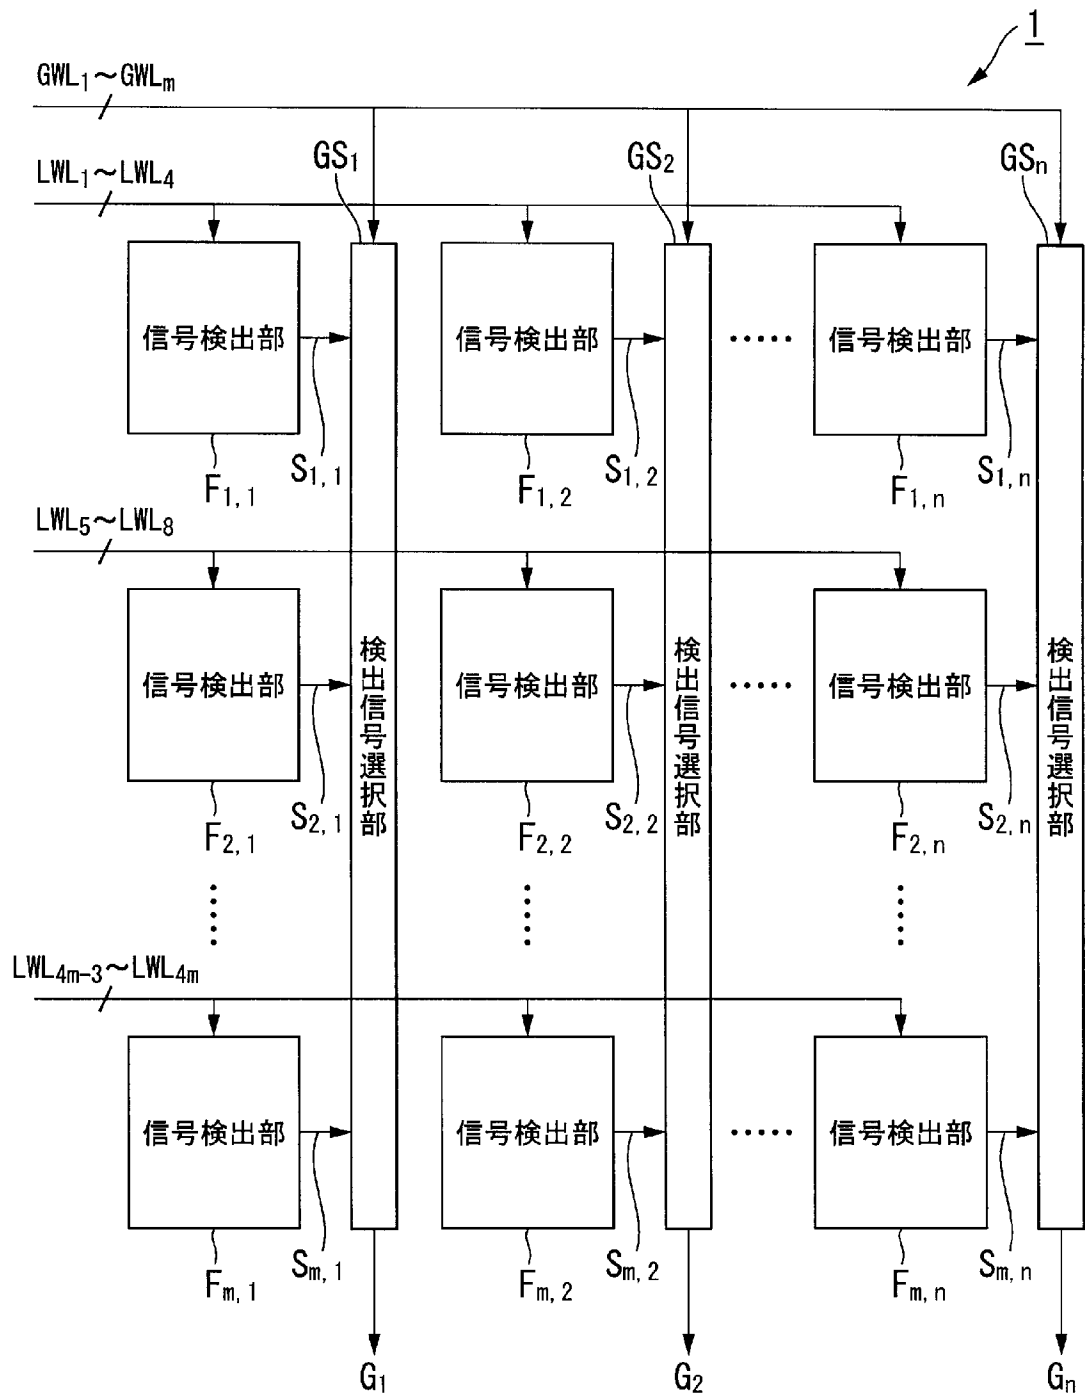 1
GWL₁～GWLₘ
LWL₁～LWL₄
GS₁
GS₂
GSₙ
信号検出部
信号検出部
・・・・・
信号検出部
S₁,₁
S₁,₂
S₁,ₙ
F₁,₁
F₁,₂
F₁,ₙ
LWL₅～LWL₈
検出信号選択部
検出信号選択部
検出信号選択部
信号検出部
信号検出部
・・・・・
信号検出部
S₂,₁
S₂,₂
S₂,ₙ
F₂,₁
F₂,₂
F₂,ₙ
LWL₄ₘ₋₃～LWL₄ₘ
信号検出部
信号検出部
・・・・・
信号検出部
Sₘ,₁
Sₘ,₂
Sₘ,ₙ
Fₘ,₁
Fₘ,₂
Fₘ,ₙ
G₁
G₂
Gₙ